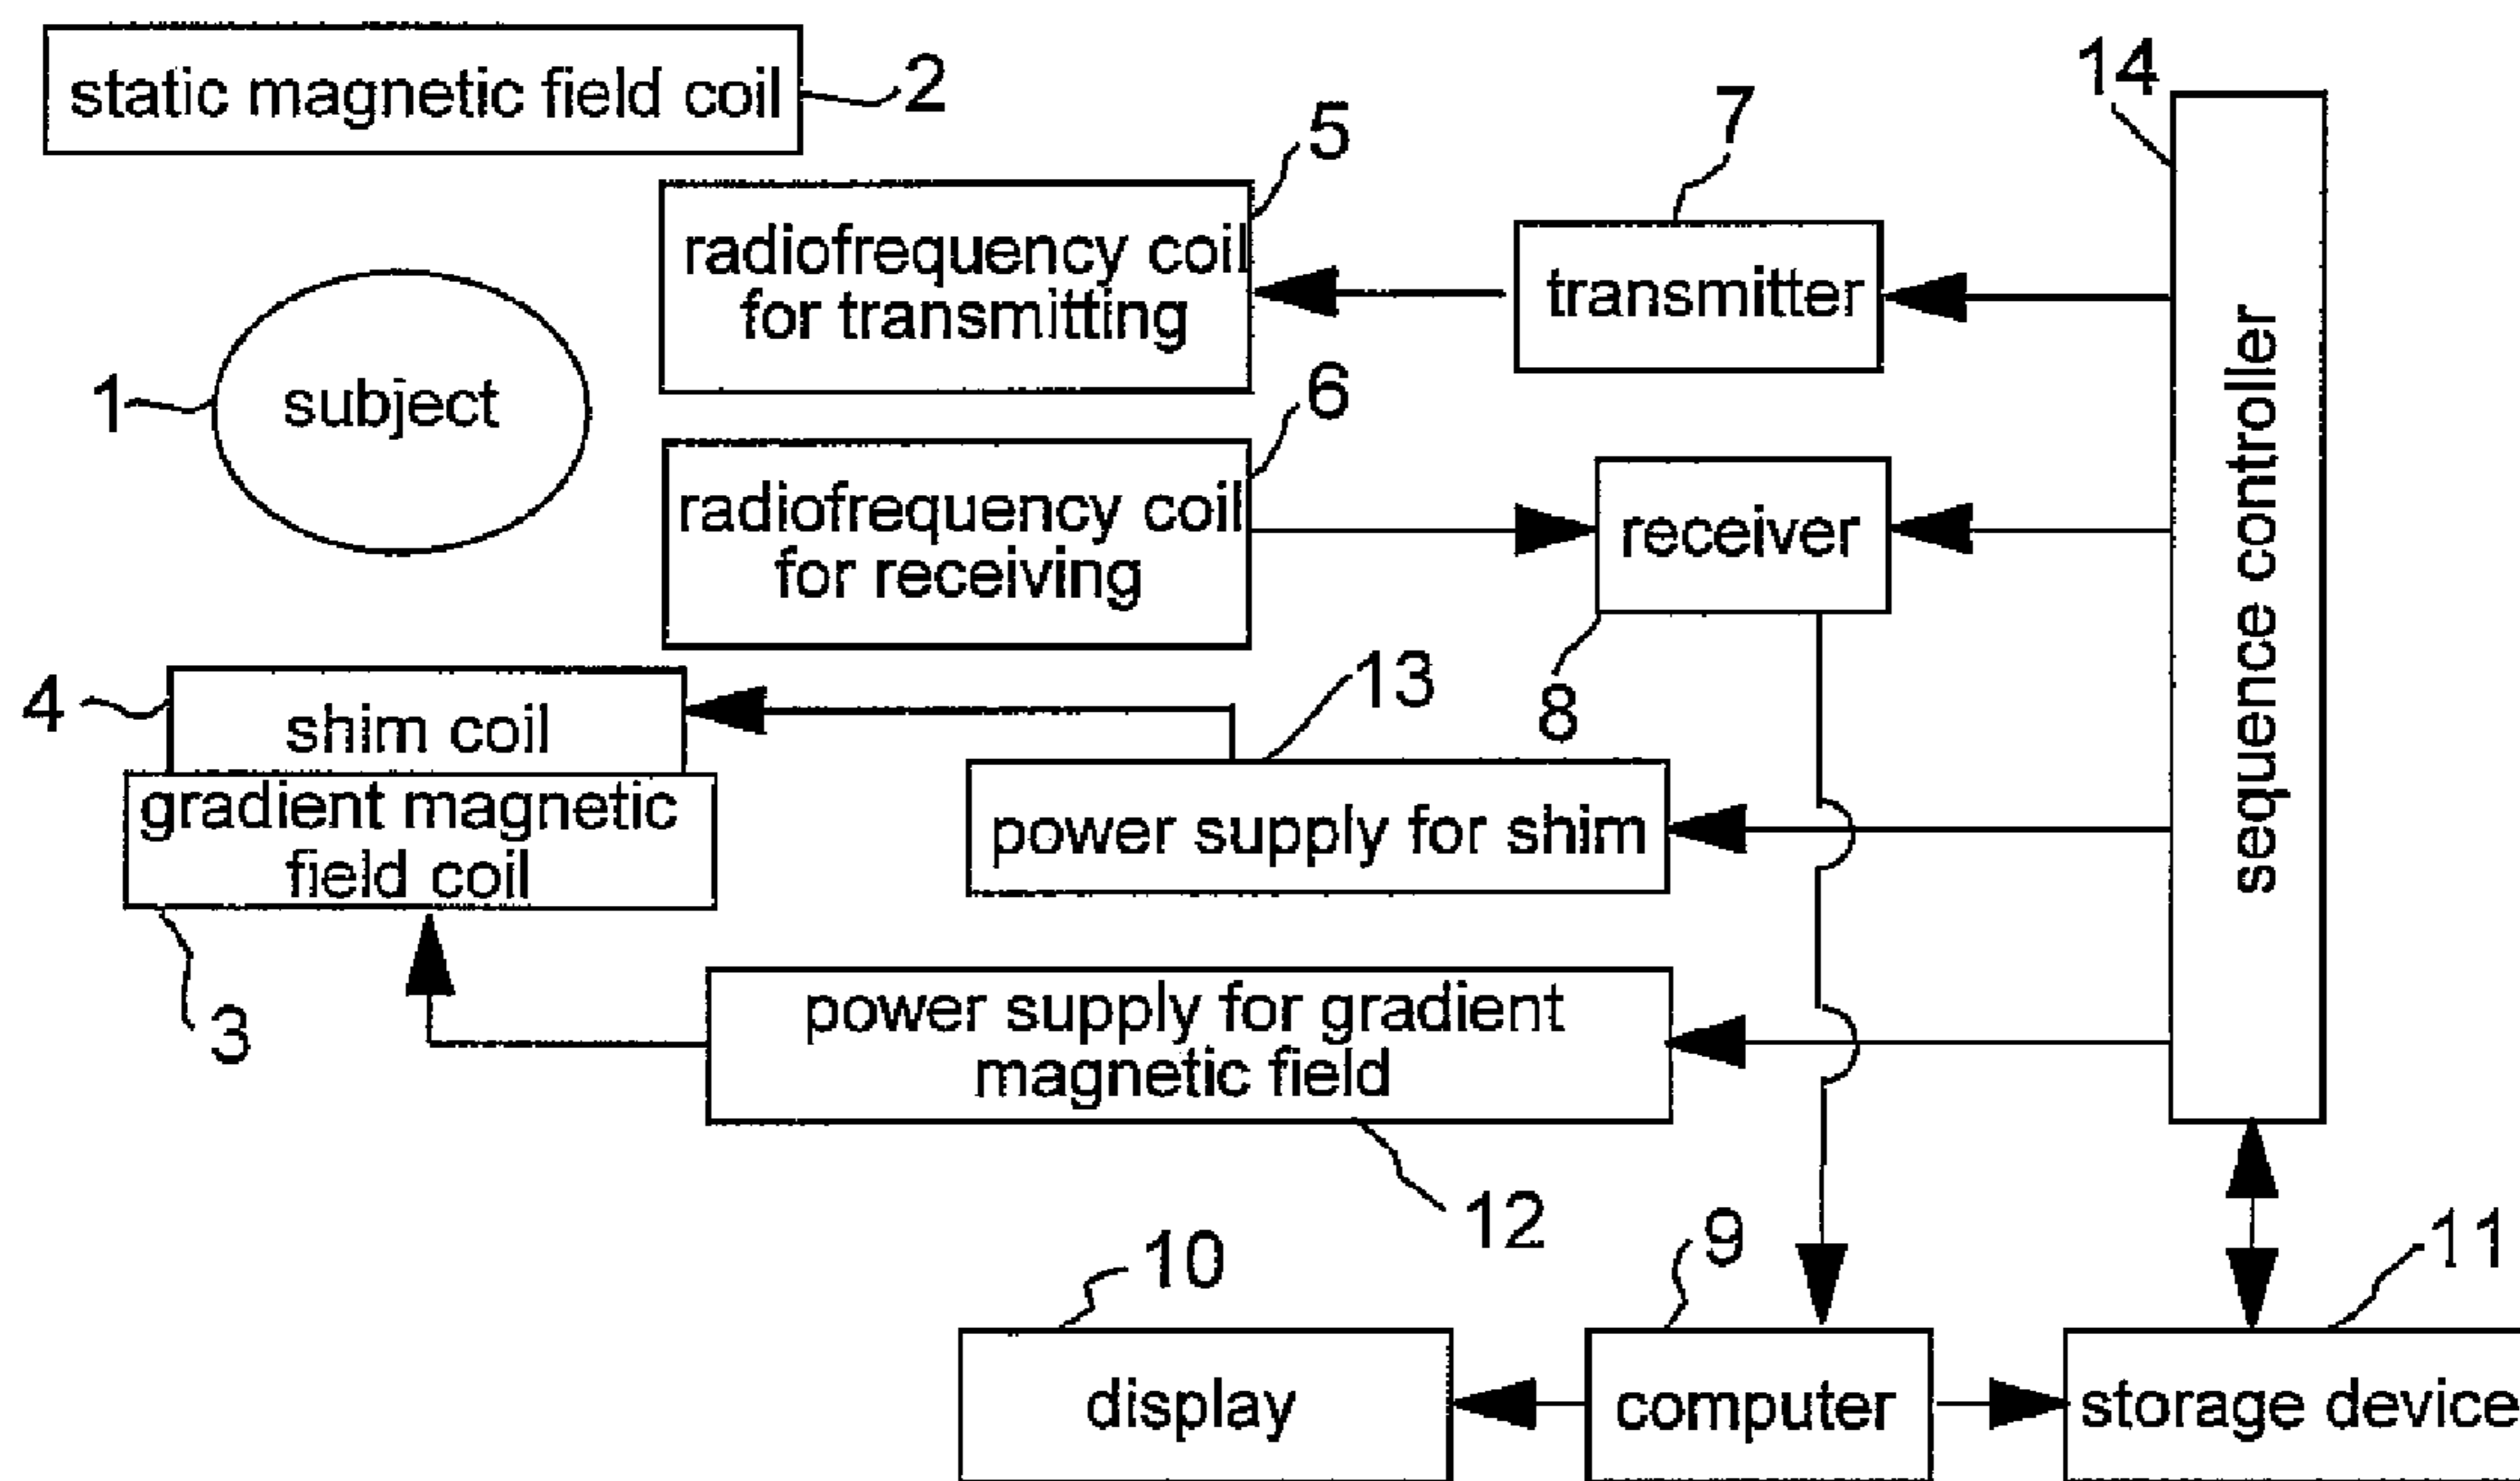 static magnetic field coil
2
14
5
7
radiofrequency coil
for transmitting
transmitter
1
subject
6
radiofrequency coil
for receiving
receiver
sequence controller
4
shim coil
13
8
gradient magnetic
field coil
power supply for shim
3
power supply for gradient
magnetic field
12
10
9
11
display
computer
storage device